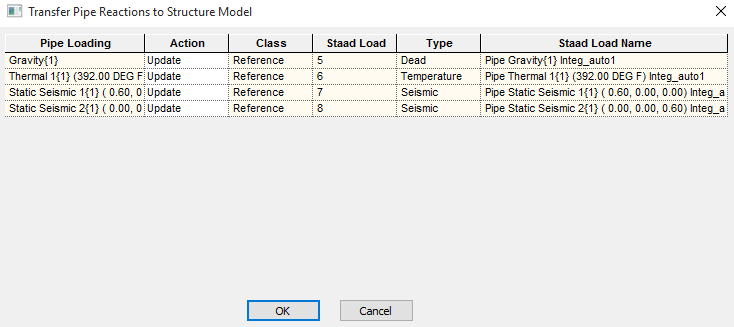 Transfer Pipe Reactions to Structure Model
Pipe Loading Action Class Staad Load Type Staad Load Name
Gravity{1} Update Reference 5 Dead Pipe Gravity{1} Integ_auto1
Thermal 1{1} (392.00 DEG F Update Reference 6 Temperature Pipe Thermal 1{1} (392.00 DEG F) Integ_auto1
Static Seismic 1{1} ( 0.60, 0 Update Reference 7 Seismic Pipe Static Seismic 1{1} ( 0.60, 0.00, 0.00) Integ_a
Static Seismic 2{1} ( 0.00, 0 Update Reference 8 Seismic Pipe Static Seismic 2{1} ( 0.00, 0.00, 0.60) Integ_a
OK Cancel